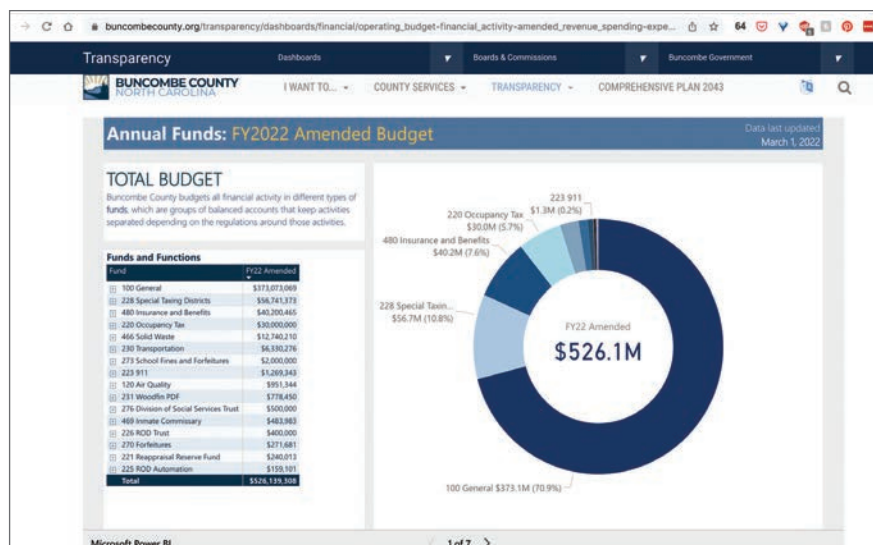 buncombecounty.org/transparency/dashboards/financial/operating_budget-financial_activity-amended_revenue_spending-expe...
64
Transparency
Dashboards
Boards & Commissions
Buncombe Government
BUNCOMBE COUNTY
NORTH CAROLINA
I WANT TO...
COUNTY SERVICES
TRANSPARENCY
COMPREHENSIVE PLAN 2043
Annual Funds: FY2022 Amended Budget
Data last updated
March 1, 2022
TOTAL BUDGET
Buncombe County budgets all financial activity in different types of
funds, which are groups of balanced accounts that keep activities
separated depending on the regulations around those activities.
Funds and Functions
Fund FY22 Amended
100 General $373,073,069
228 Special Taxing Districts $56,741,373
480 Insurance and Benefits $40,200,465
220 Occupancy Tax $30,000,000
466 Solid Waste $12,740,210
230 Transportation $6,330,276
273 School Fines and Forfeitures $2,000,000
223 911 $1,269,343
120 Air Quality $951,344
231 Woodfin PDF $778,450
276 Division of Social Services Trust $500,000
469 Inmate Commissary $483,983
226 ROD Trust $400,000
270 Forfeitures $271,681
221 Reappraisal Reserve Fund $240,013
225 ROD Automation $159,101
Total $526,139,308
223 911
$1.3M (0.2%)
220 Occupancy Tax
$30.0M (5.7%)
480 Insurance and Benefits
$40.2M (7.6%)
228 Special Taxin...
$56.7M (10.8%)
FY22 Amended
$526.1M
100 General $373.1M (70.9%)
Microsoft Power BI
1 of 7